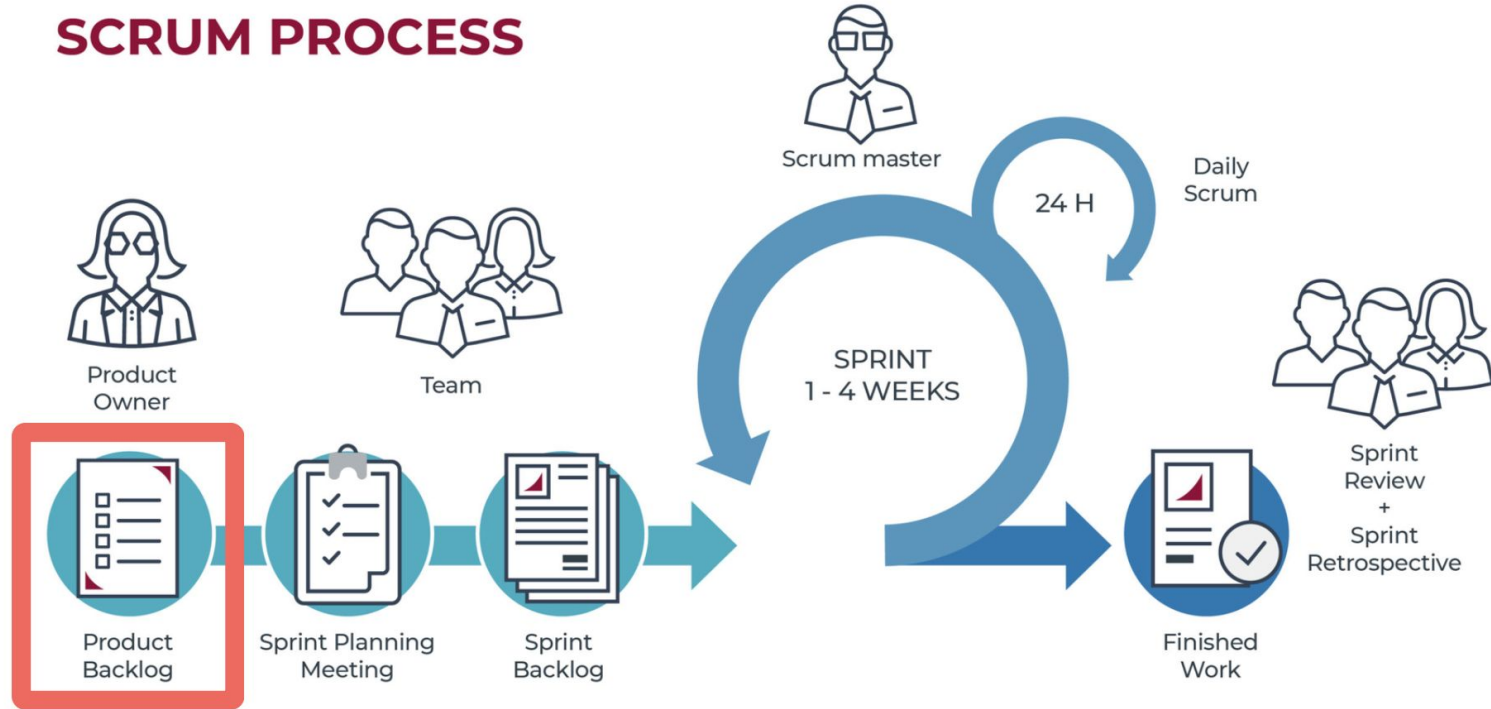 SCRUM PROCESS
Scrum master
Daily
Scrum
24 H
Product
Owner
Team
SPRINT
1 - 4 WEEKS
Sprint
Review
+
Sprint
Retrospective
Product
Backlog
Sprint Planning
Meeting
Sprint
Backlog
Finished
Work